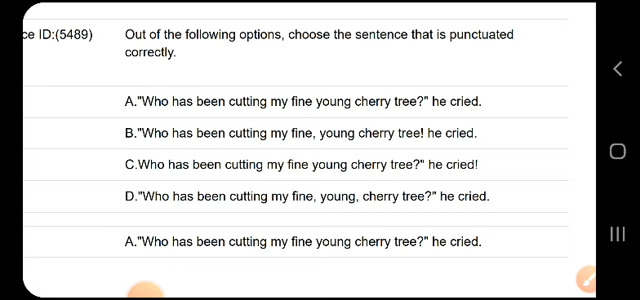 ce ID:(5489) Out of the following options, choose the sentence that is punctuated
correctly.
A."Who has been cutting my fine young cherry tree?" he cried.
B."Who has been cutting my fine, young cherry tree! he cried.
C.Who has been cutting my fine young cherry tree?" he cried!
D."Who has been cutting my fine, young, cherry tree?" he cried.
A."Who has been cutting my fine young cherry tree?" he cried.